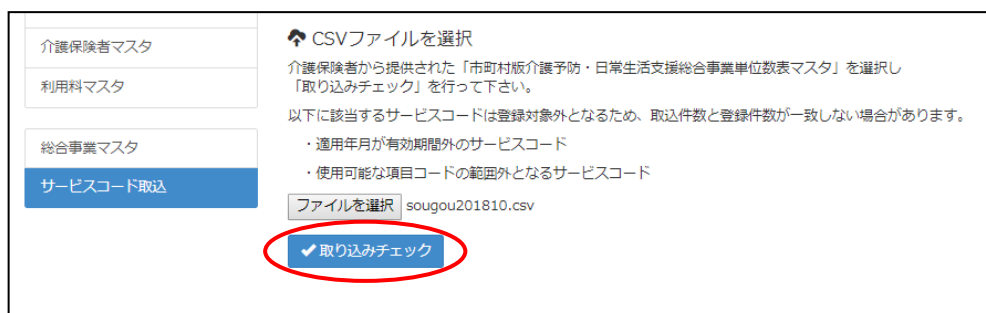 介護保険者マスタ
利用料マスタ
総合事業マスタ
サービスコード取込
CSVファイルを選択
介護保険者から提供された「市町村版介護予防・日常生活支援総合事業単位数表マスタ」を選択し
「取り込みチェック」を行って下さい。
以下に該当するサービスコードは登録対象外となるため、取込件数と登録件数が一致しない場合があります。
・適用年月が有効期間外のサービスコード
・使用可能な項目コードの範囲外となるサービスコード
ファイルを選択 sougou201810.csv
取り込みチェック